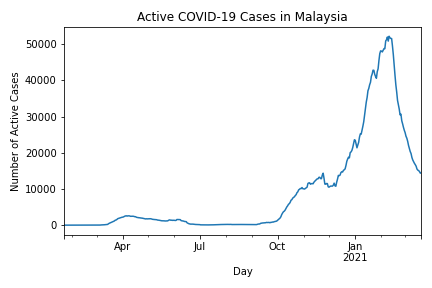 Active COVID-19 Cases in Malaysia
Number of Active Cases
50000
40000
30000
20000
10000
0
Apr
Jul
Oct
Jan
2021
Day